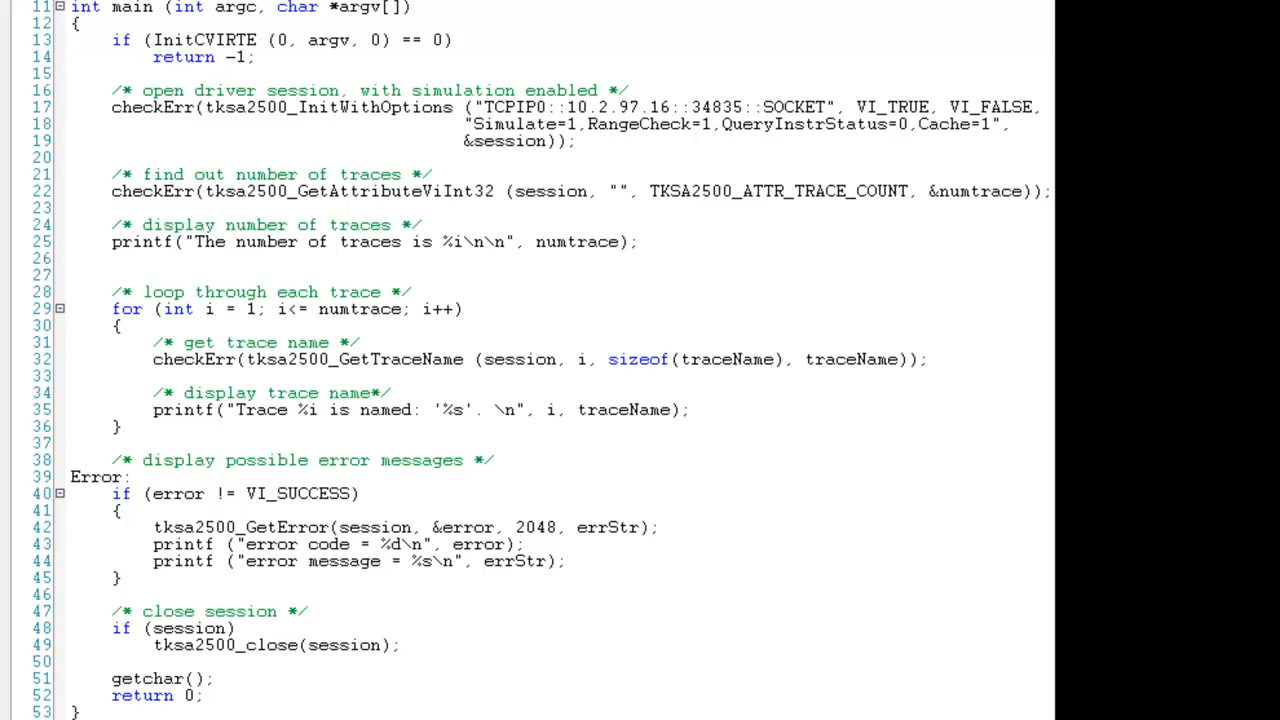 11 int main (int argc, char *argv[])
12 {
13 if (InitCVIRTE (0, argv, 0) == 0)
14 return -1;
15
16 /* open driver session, with simulation enabled */
17 checkErr(tksa2500_InitWithOptions ("TCPIP0::10.2.97.16::34835::SOCKET", VI_TRUE, VI_FALSE,
18 "Simulate=1,RangeCheck=1,QueryInstrStatus=0,Cache=1",
19 &session));
20
21 /* find out number of traces */
22 checkErr(tksa2500_GetAttributeViInt32 (session, "", TKSA2500_ATTR_TRACE_COUNT, &numtrace));
23
24 /* display number of traces */
25 printf("The number of traces is %i\n\n", numtrace);
26
27
28 /* loop through each trace */
29 for (int i = 1; i<= numtrace; i++)
30 {
31 /* get trace name */
32 checkErr(tksa2500_GetTraceName (session, i, sizeof(traceName), traceName));
33
34 /* display trace name*/
35 printf("Trace %i is named: '%s'. \n", i, traceName);
36 }
37
38 /* display possible error messages */
39 Error:
40 if (error != VI_SUCCESS)
41 {
42 tksa2500_GetError(session, &error, 2048, errStr);
43 printf ("error code = %d\n", error);
44 printf ("error message = %s\n", errStr);
45 }
46
47 /* close session */
48 if (session)
49 tksa2500_close(session);
50
51 getchar();
52 return 0;
53 }